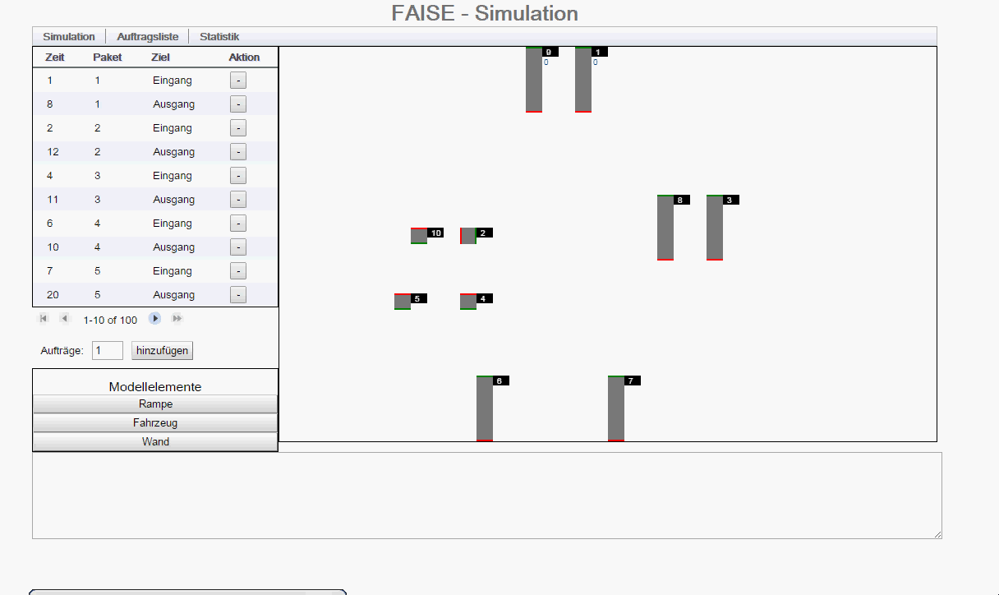 FAISE - Simulation
Simulation Auftragsliste Statistik
Zeit Paket Ziel Aktion
1 1 Eingang -
8 1 Ausgang -
2 2 Eingang -
12 2 Ausgang -
4 3 Eingang -
11 3 Ausgang -
6 4 Eingang -
10 4 Ausgang -
7 5 Eingang -
20 5 Ausgang -
1-10 of 100
Aufträge: 1 hinzufügen
Modellelemente
Rampe
Fahrzeug
Wand
9 1
0 0
8 3
10 2
5 4
6 7